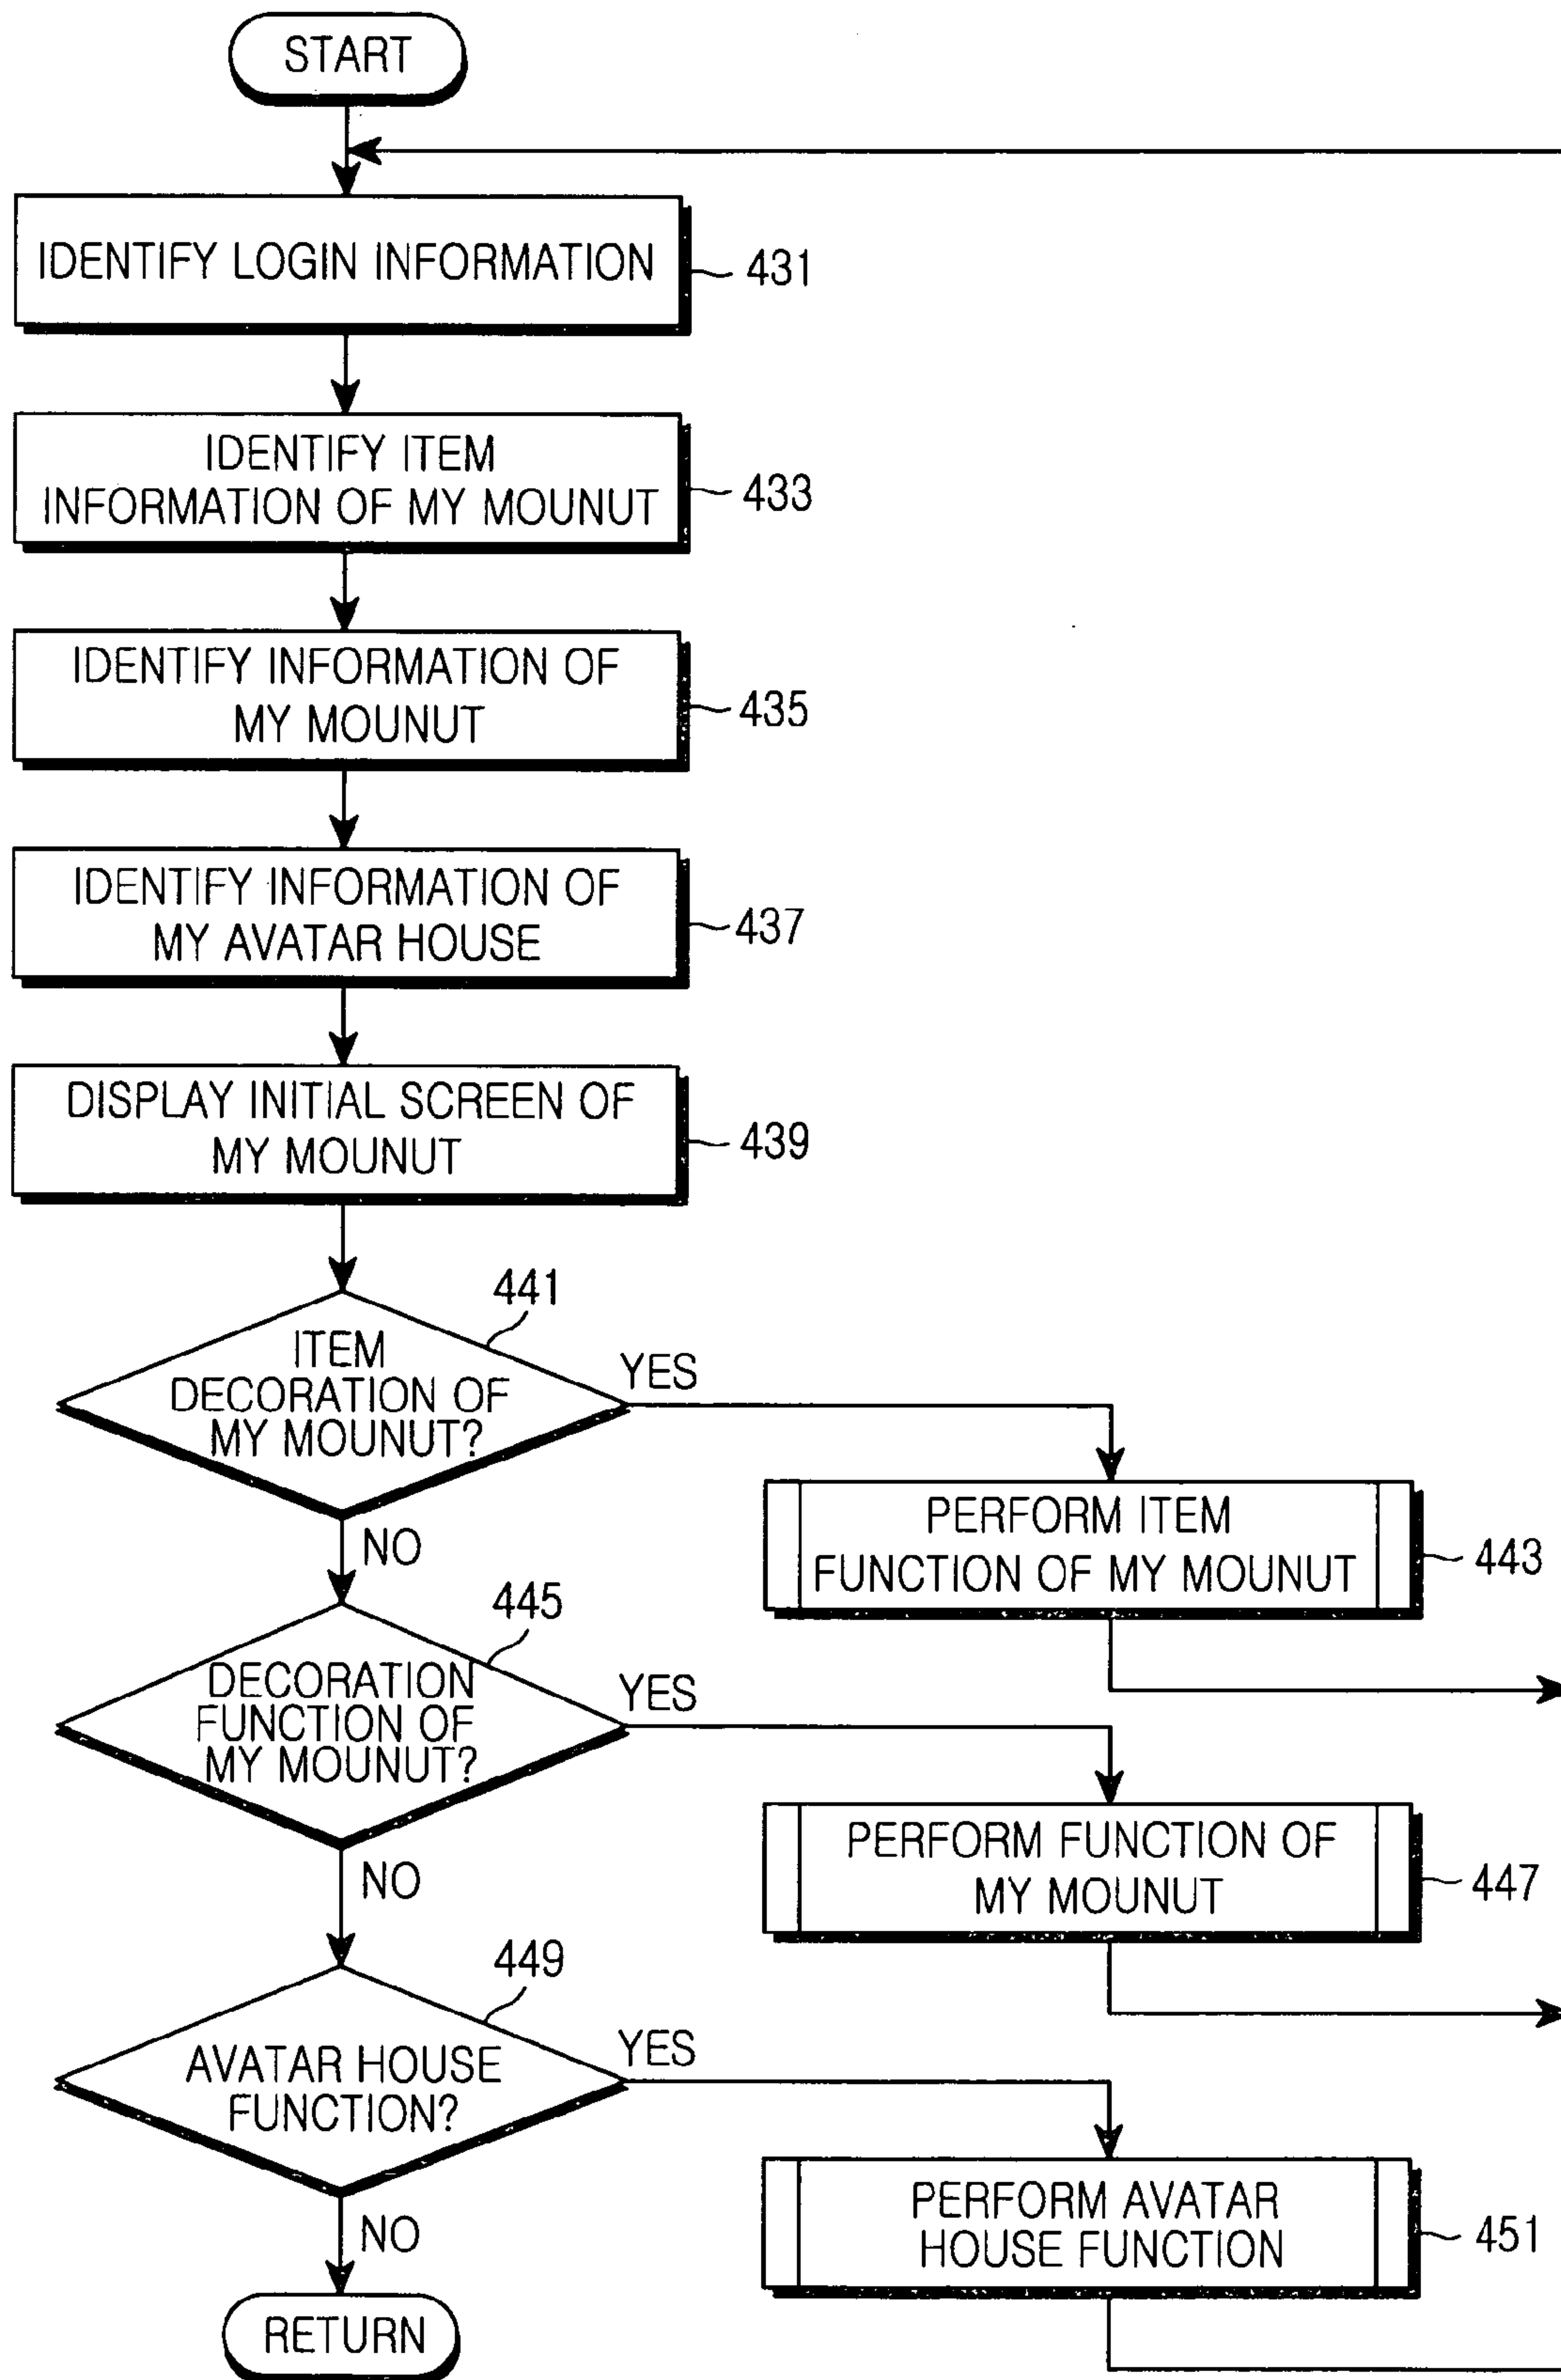 START
IDENTIFY LOGIN INFORMATION
431
IDENTIFY ITEM
INFORMATION OF MY MOUNUT
433
IDENTIFY INFORMATION OF
MY MOUNUT
435
IDENTIFY INFORMATION OF
MY AVATAR HOUSE
437
DISPLAY INITIAL SCREEN OF
MY MOUNUT
439
441
ITEM
DECORATION OF
MY MOUNUT?
YES
NO
PERFORM ITEM
FUNCTION OF MY MOUNUT
443
445
DECORATION
FUNCTION OF
MY MOUNUT?
YES
NO
PERFORM FUNCTION OF
MY MOUNUT
447
449
AVATAR HOUSE
FUNCTION?
YES
NO
PERFORM AVATAR
HOUSE FUNCTION
451
RETURN